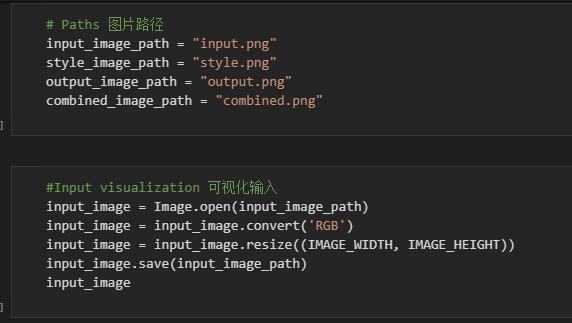 # Paths 图片路径
input_image_path = "input.png"
style_image_path = "style.png"
output_image_path = "output.png"
combined_image_path = "combined.png"
]
#Input visualization 可视化输入
input_image = Image.open(input_image_path)
input_image = input_image.convert('RGB')
input_image = input_image.resize((IMAGE_WIDTH, IMAGE_HEIGHT))
input_image.save(input_image_path)
input_image
]